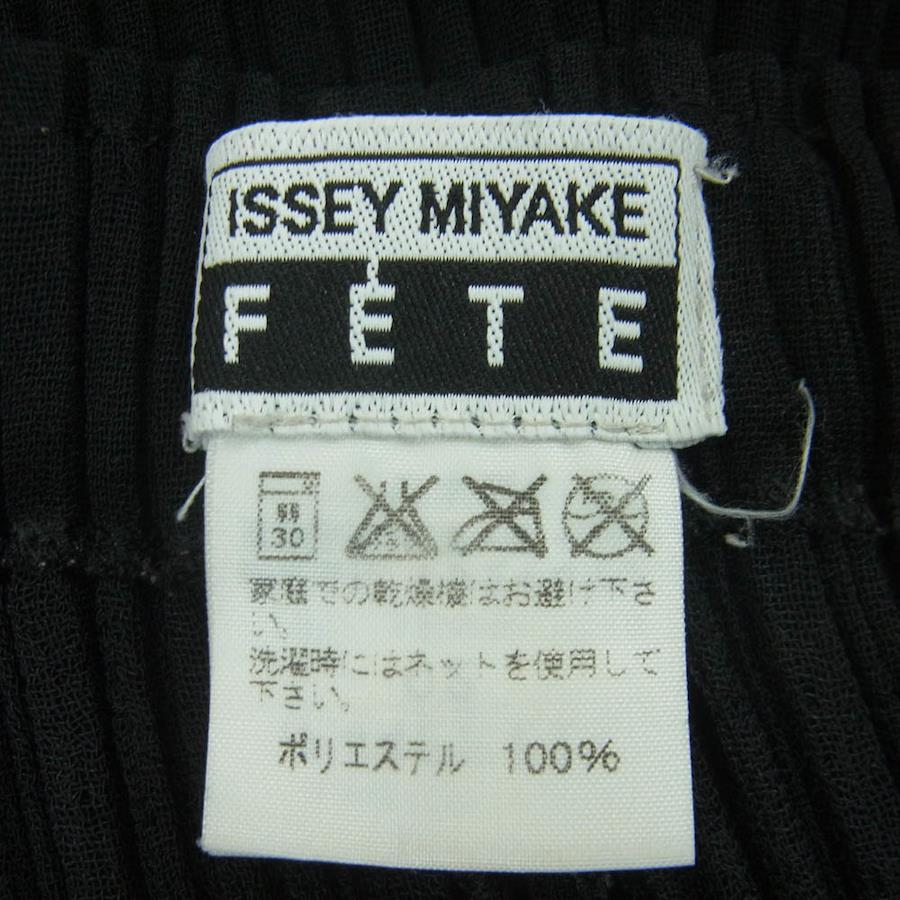 ISSEY MIYAKE
FÈTE
弱
30
家庭での乾燥機はお避け下さ
い。
洗濯時にはネットを使用して
下さい。
ポリエステル 100%